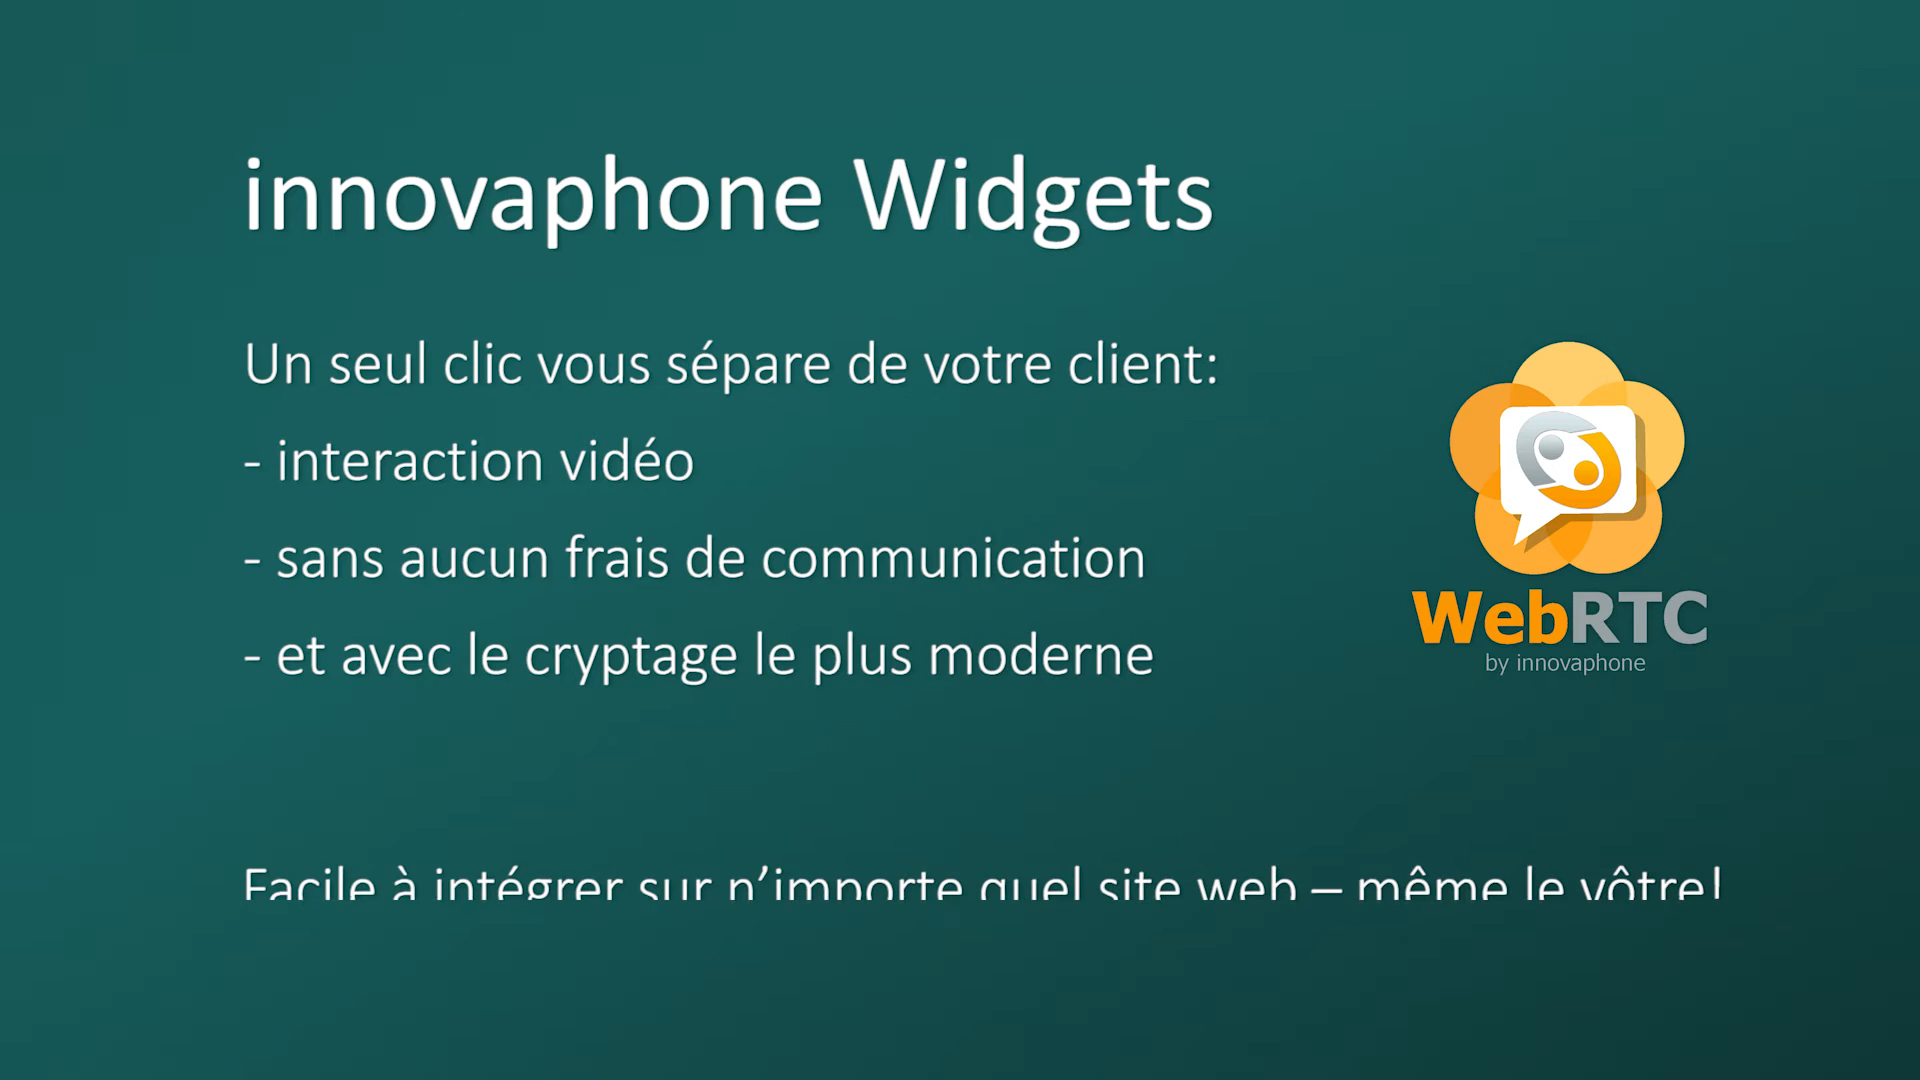 innovaphone Widgets
Un seul clic vous sépare de votre client:
- interaction vidéo
- sans aucun frais de communication
- et avec le cryptage le plus moderne
WebRTC
by innovaphone
Facile à intégrer sur n’importe quel site web – même le vôtre!